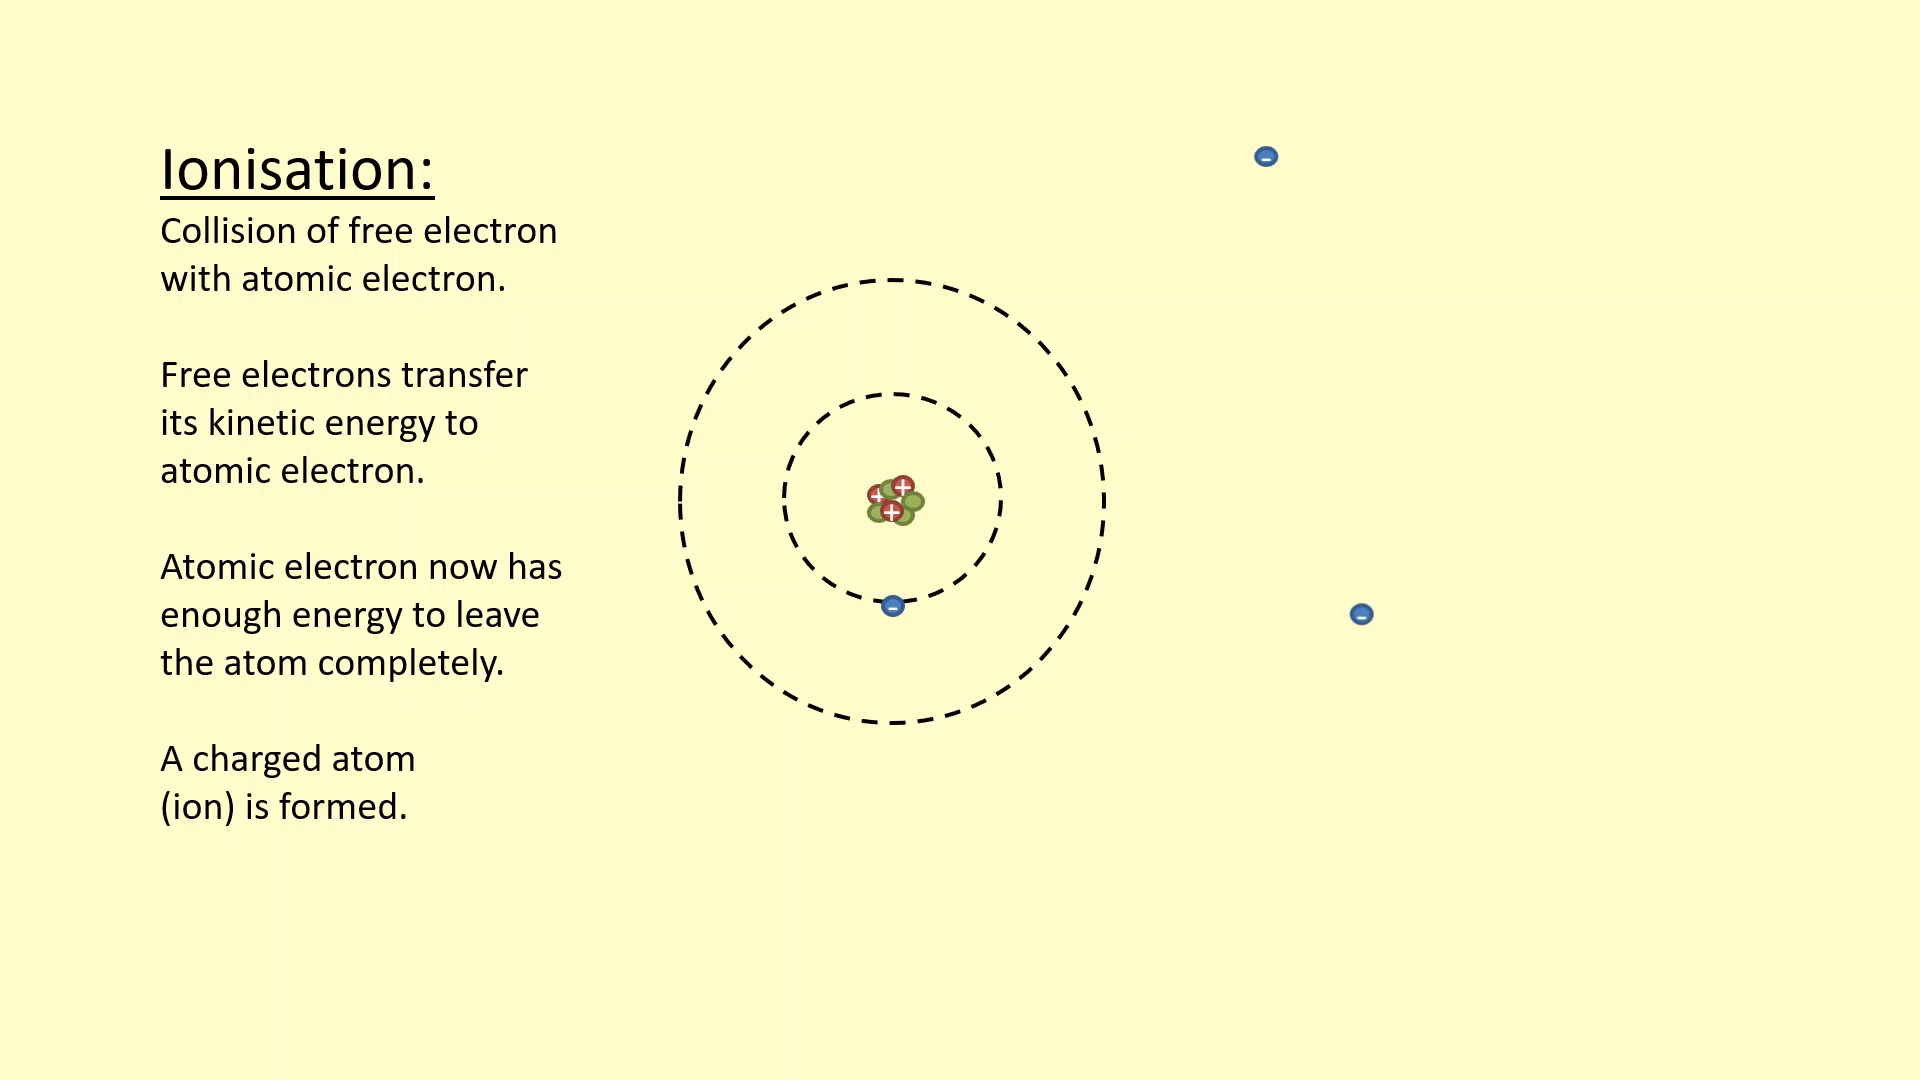 Ionisation:
Collision of free electron
with atomic electron.
Free electrons transfer
its kinetic energy to
atomic electron.
Atomic electron now has
enough energy to leave
the atom completely.
A charged atom
(ion) is formed.
–
+ +
+
–
–